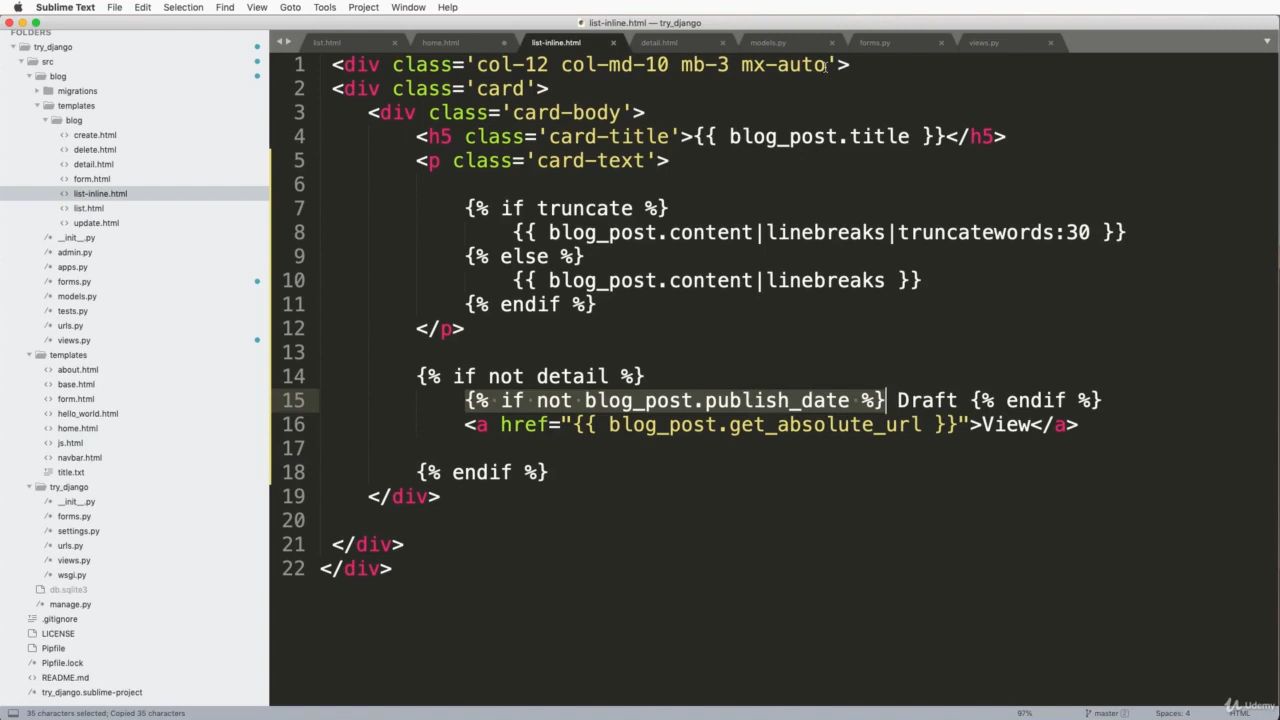 Sublime Text File Edit Selection Find View Goto Tools Project Window Help
list-inline.html — try_django
FOLDERS
try_django
src
blog
migrations
templates
blog
create.html
delete.html
detail.html
form.html
list-inline.html
list.html
update.html
__init__.py
admin.py
apps.py
forms.py
models.py
tests.py
urls.py
views.py
templates
about.html
base.html
form.html
hello_world.html
home.html
js.html
navbar.html
title.txt
try_django
__init__.py
forms.py
settings.py
urls.py
views.py
wsgi.py
db.sqlite3
manage.py
.gitignore
LICENSE
Pipfile
Pipfile.lock
README.md
try_django.sublime-project
list.html home.html list-inline.html detail.html models.py forms.py views.py
1 <div class='col-12 col-md-10 mb-3 mx-auto'>
2 <div class='card'>
3 <div class='card-body'>
4 <h5 class='card-title'>{{ blog_post.title }}</h5>
5 <p class='card-text'>
6
7 {% if truncate %}
8 {{ blog_post.content|linebreaks|truncatewords:30 }}
9 {% else %}
10 {{ blog_post.content|linebreaks }}
11 {% endif %}
12 </p>
13
14 {% if not detail %}
15 {% if not blog_post.publish_date %} Draft {% endif %}
16 <a href="{{ blog_post.get_absolute_url }}">View</a>
17
18 {% endif %}
19 </div>
20
21 </div>
22 </div>
35 characters selected; Copied 35 characters 97% master 2 Spaces: 4 HTML
Udemy